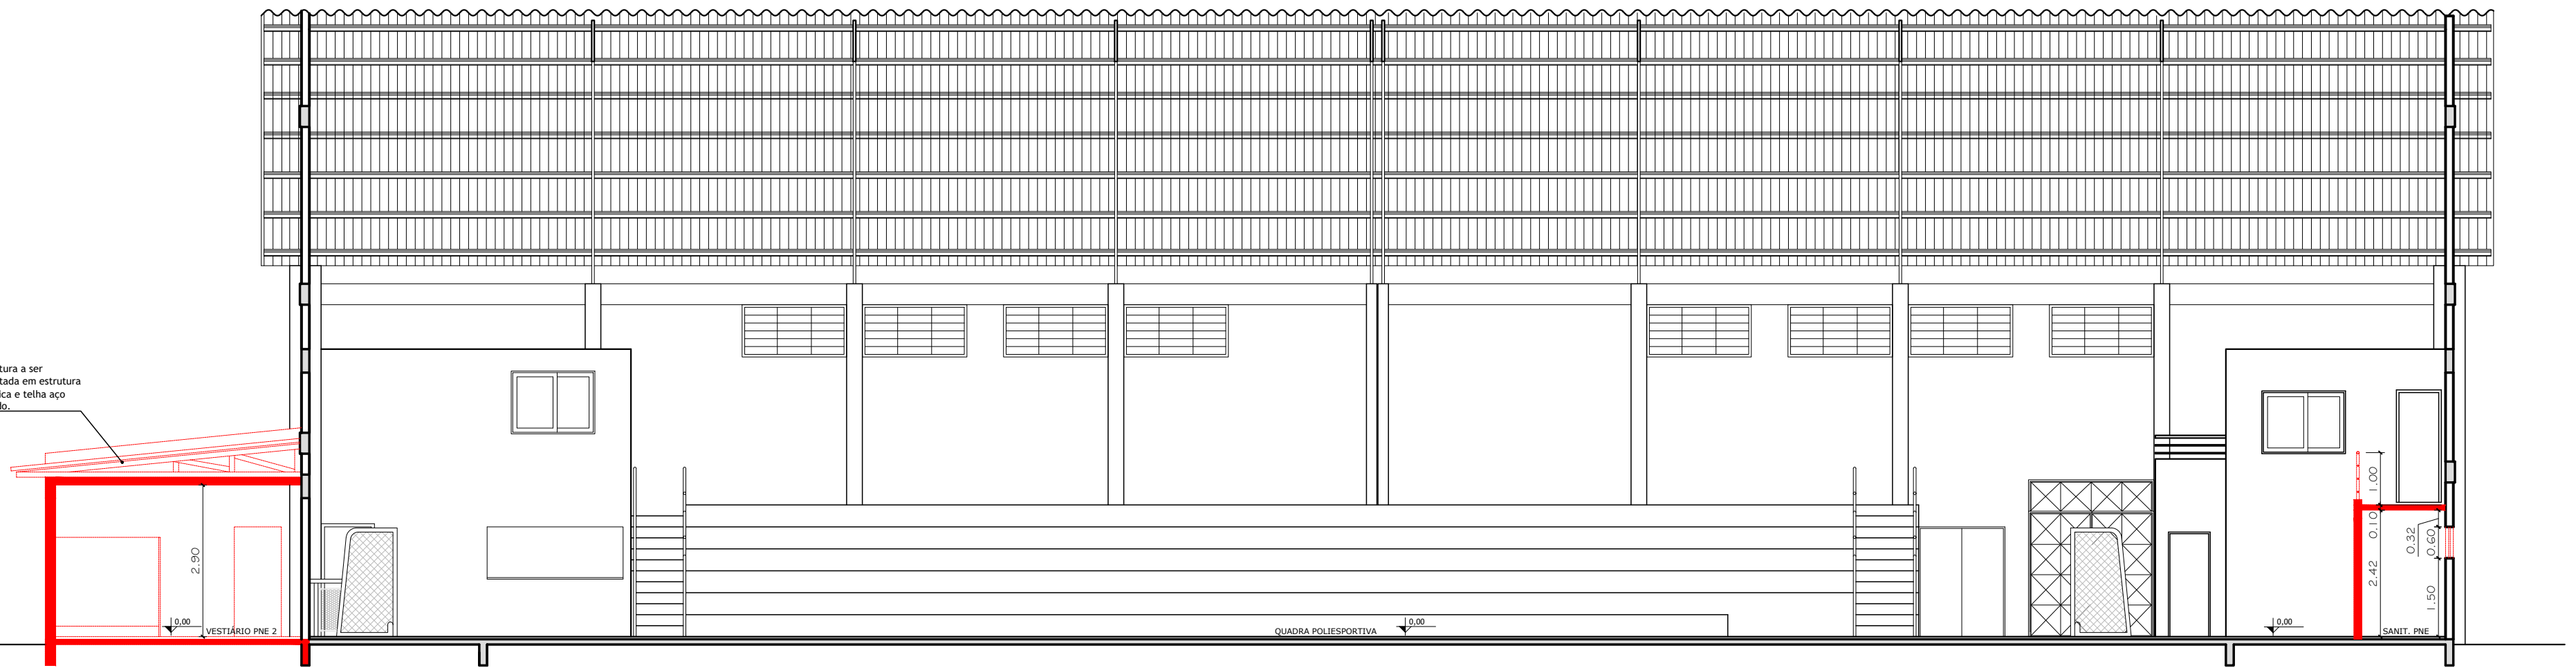 tura a ser
tada em estrutura
ica e telha aço
do.
2.90
0,00
VESTIÁRIO PNE 2
QUADRA POLIESPORTIVA
0,00
0,00
1.00
0.10
2.42
0.32
0.60
1.50
SANIT. PNE